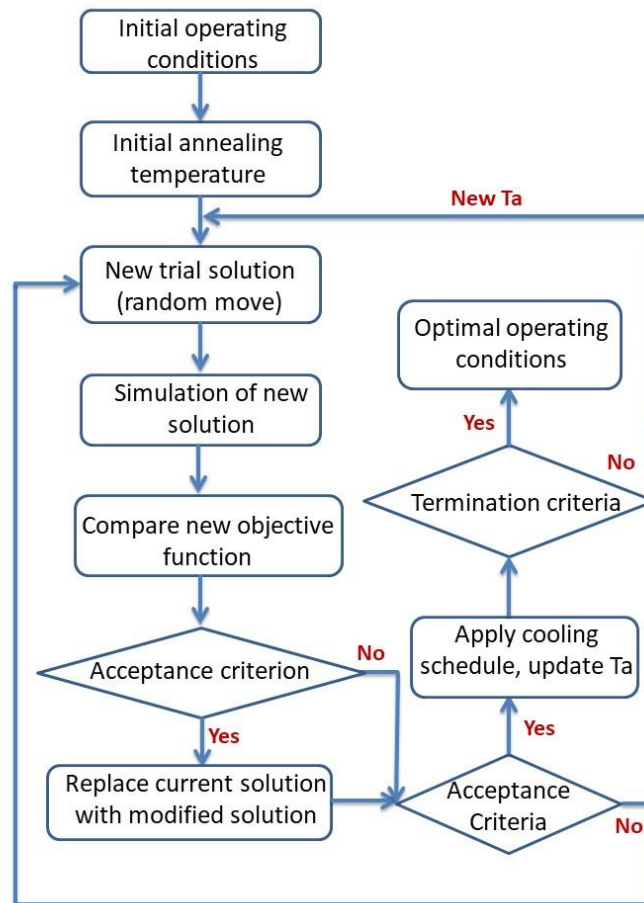 Initial operating
conditions
Initial annealing
temperature
New Ta
New trial solution
(random move)
Optimal operating
conditions
Simulation of new
solution
Yes
No
Termination criteria
Compare new objective
function
Apply cooling
schedule, update Ta
Acceptance criterion
No
Yes
Yes
Replace current solution
with modified solution
Acceptance
Criteria
No